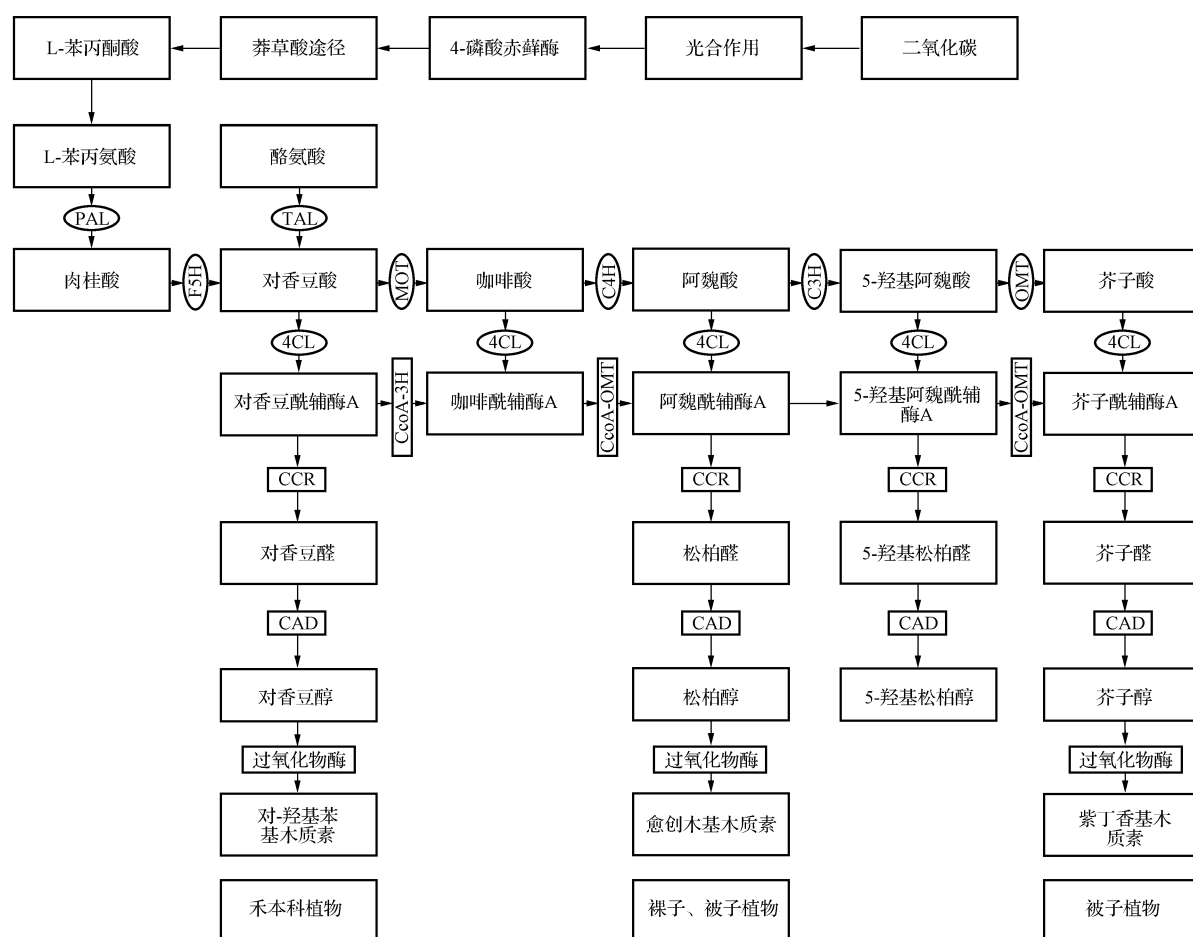 L-苯丙酮酸
莽草酸途径
4-磷酸赤藓酶
光合作用
二氧化碳
L-苯丙氨酸
酪氨酸
PAL
TAL
肉桂酸
F5H
对香豆酸
MOT
咖啡酸
C4H
阿魏酸
C3H
5-羟基阿魏酸
OMT
芥子酸
4CL
4CL
4CL
4CL
4CL
对香豆酰辅酶A
CcoA-3H
咖啡酰辅酶A
CcoA-OMT
阿魏酰辅酶A
5-羟基阿魏酰辅
酶A
CcoA-OMT
芥子酰辅酶A
CCR
CCR
CCR
CCR
对香豆醛
松柏醛
5-羟基松柏醛
芥子醛
CAD
CAD
CAD
CAD
对香豆醇
松柏醇
5-羟基松柏醇
芥子醇
过氧化物酶
过氧化物酶
过氧化物酶
对-羟基苯
基木质素
愈创木基木质素
紫丁香基木
质素
禾本科植物
裸子、被子植物
被子植物